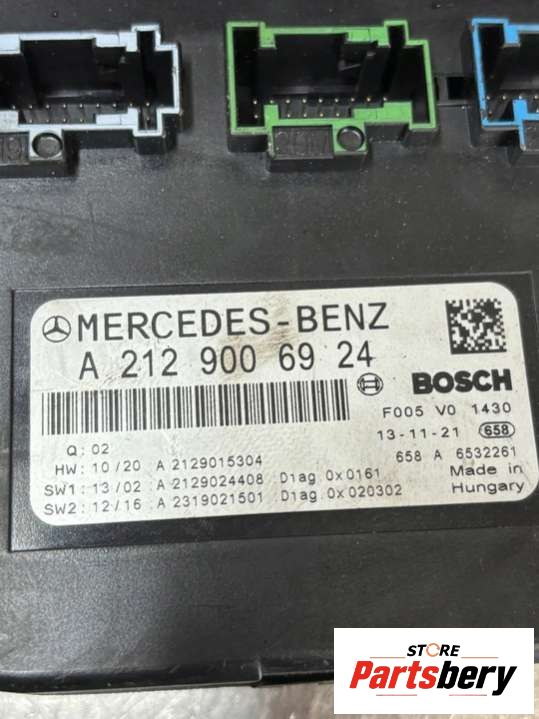 MERCEDES-BENZ
A 212 900 69 24
BOSCH
F005 V0 1430
13-11-21 658
Q: 02
658 A 6532261
HW: 10/20 A 2129015304
SW1: 13/02 A 2129024408 Diag 0x0161
Made in
SW2: 12/16 A 2319021501 Diag 0x020302
Hungary
STORE
Partsbery